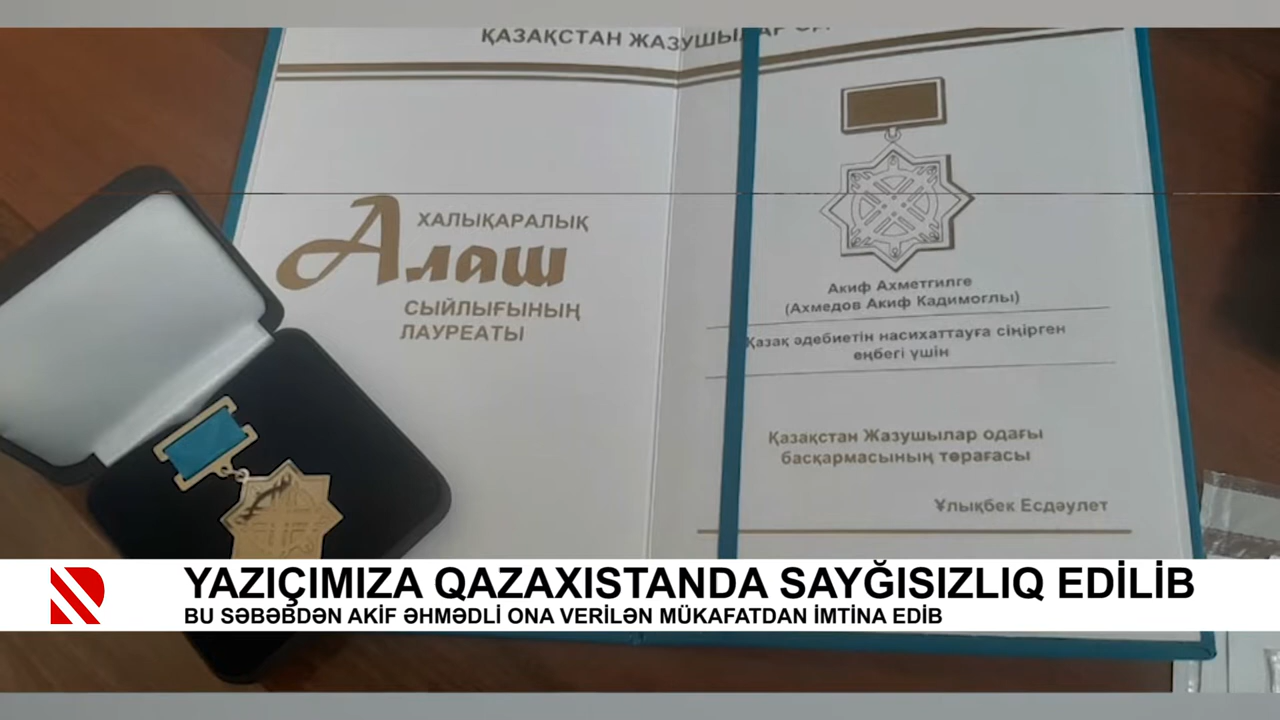 ҚАЗАҚСТАН ЖАЗУШЫЛАР
ХАЛЫҚАРАЛЫҚ
Алаш
СЫЙЛЫҒЫНЫҢ
ЛАУРЕАТЫ
Акиф Ахметгилге
(Ахмедов Акиф Кадимоглы)
Қазақ әдебиетін насихаттауға сіңірген
еңбегі үшін
Қазақстан Жазушылар одағы
басқармасының төрағасы
Ұлықбек Есдәулет
YAZIÇIMIZA QAZAXISTANDA SAYĞISIZLIQ EDİLİB
BU SƏBƏBDƏN AKİF ƏHMƏDLİ ONA VERİLƏN MÜKAFATDAN İMTİNA EDİB